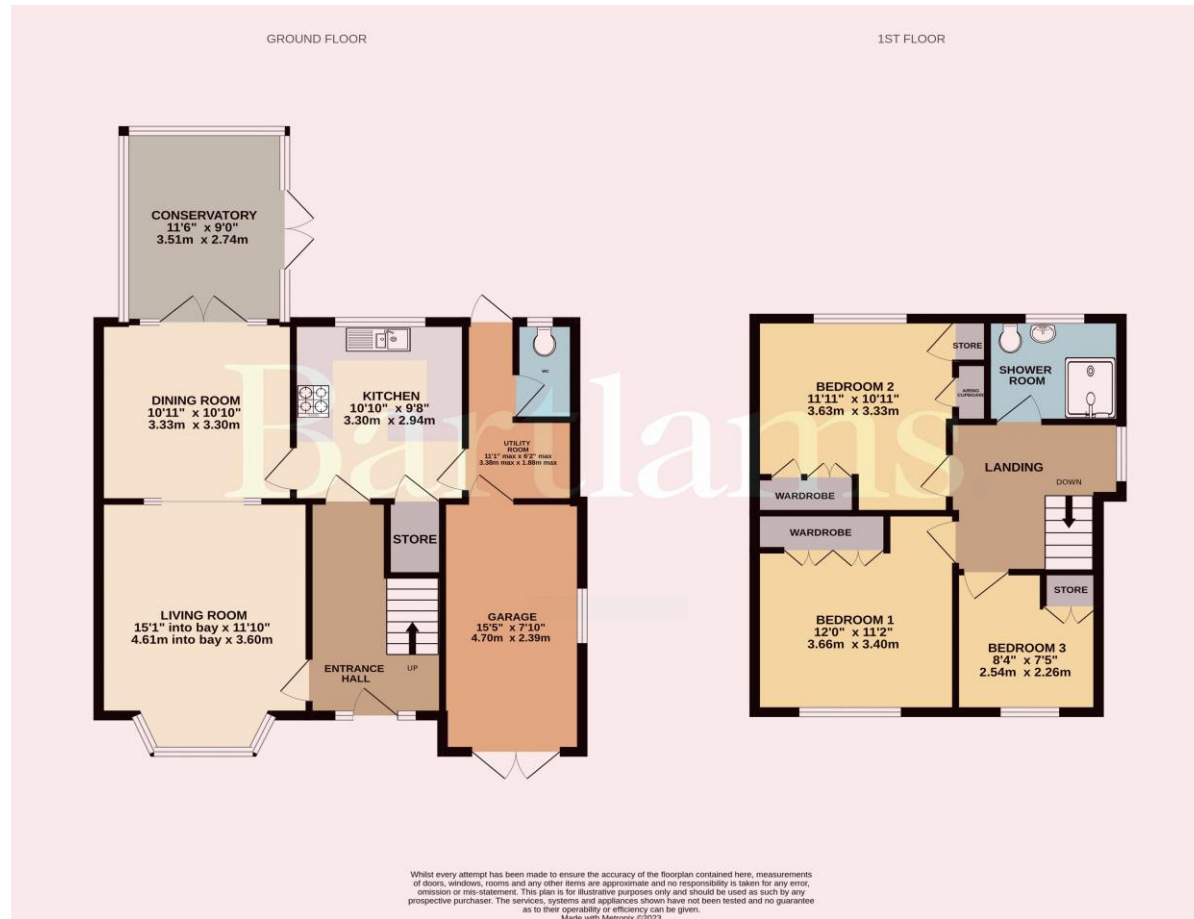 GROUND FLOOR
1ST FLOOR
CONSERVATORY
11'6" x 9'0"
3.51m x 2.74m
DINING ROOM
10'11" x 10'10"
3.33m x 3.30m
KITCHEN
10'10" x 9'8"
3.30m x 2.94m
WC
UTILITY
ROOM
11'1" max x 6'2" max
3.38m max x 1.88m max
STORE
LIVING ROOM
15'1" into bay x 11'10"
4.61m into bay x 3.60m
ENTRANCE
HALL
UP
GARAGE
15'5" x 7'10"
4.70m x 2.39m
BEDROOM 2
11'11" x 10'11"
3.63m x 3.33m
STORE
AIRING
CUPBOARD
SHOWER
ROOM
LANDING
DOWN
WARDROBE
WARDROBE
BEDROOM 1
12'0" x 11'2"
3.66m x 3.40m
STORE
BEDROOM 3
8'4" x 7'5"
2.54m x 2.26m
Bartlams.
Whilst every attempt has been made to ensure the accuracy of the floorplan contained here, measurements
of doors, windows, rooms and any other items are approximate and no responsibility is taken for any error,
omission or mis-statement. This plan is for illustrative purposes only and should be used as such by any
prospective purchaser. The services, systems and appliances shown have not been tested and no guarantee
as to their operability or efficiency can be given.
Made with Metropix ©2023